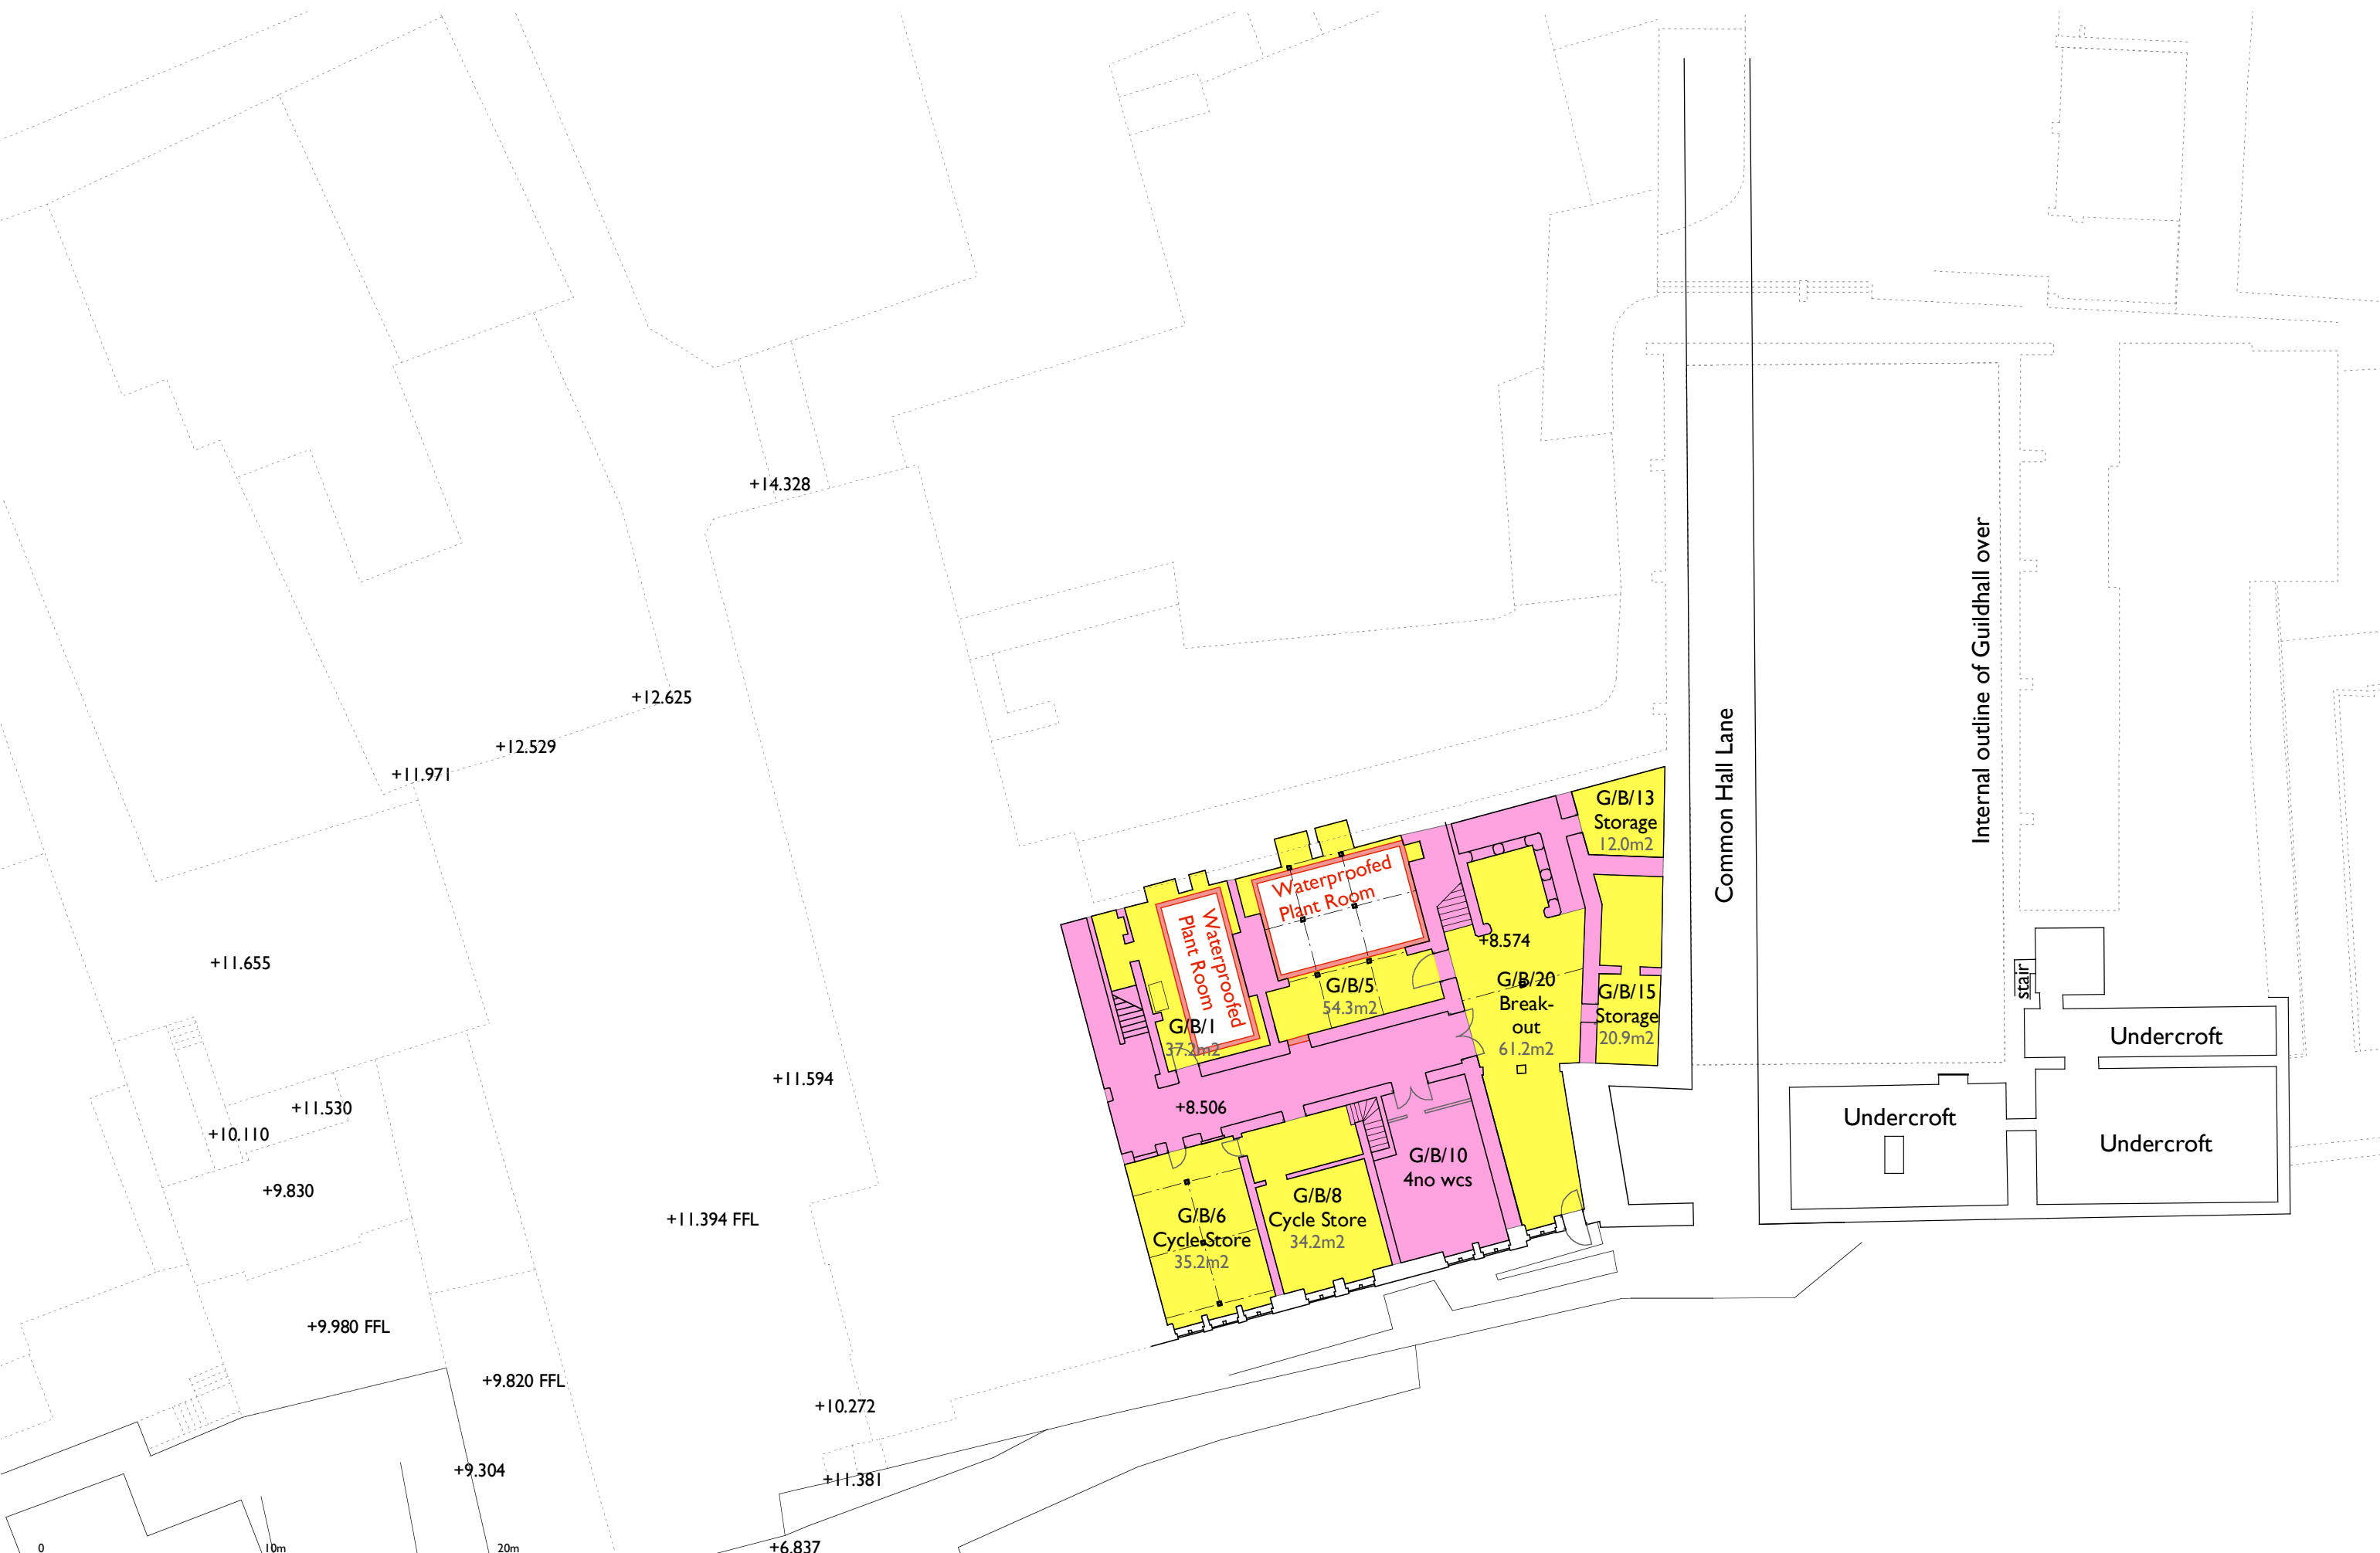 +14.328
Internal outline of Guildhall over
+12.625
Common Hall Lane
+12.529
+11.971
G/B/13
Storage
12.0m2
Waterproofed
Plant Room
Waterproofed
Plant Room
+8.574
+11.655
G/B/20
Break-
out
61.2m2
G/B/5
54.3m2
G/B/15
Storage
20.9m2
stair
G/B/1
37.2m2
Undercroft
+11.594
+11.530
+8.506
Undercroft
+10.110
Undercroft
G/B/10
4no wcs
+9.830
G/B/8
Cycle Store
34.2m2
+11.394 FFL
G/B/6
Cycle Store
35.2m2
+9.980 FFL
+9.820 FFL
+10.272
+9.304
+11.381
+6.837
0 10m 20m